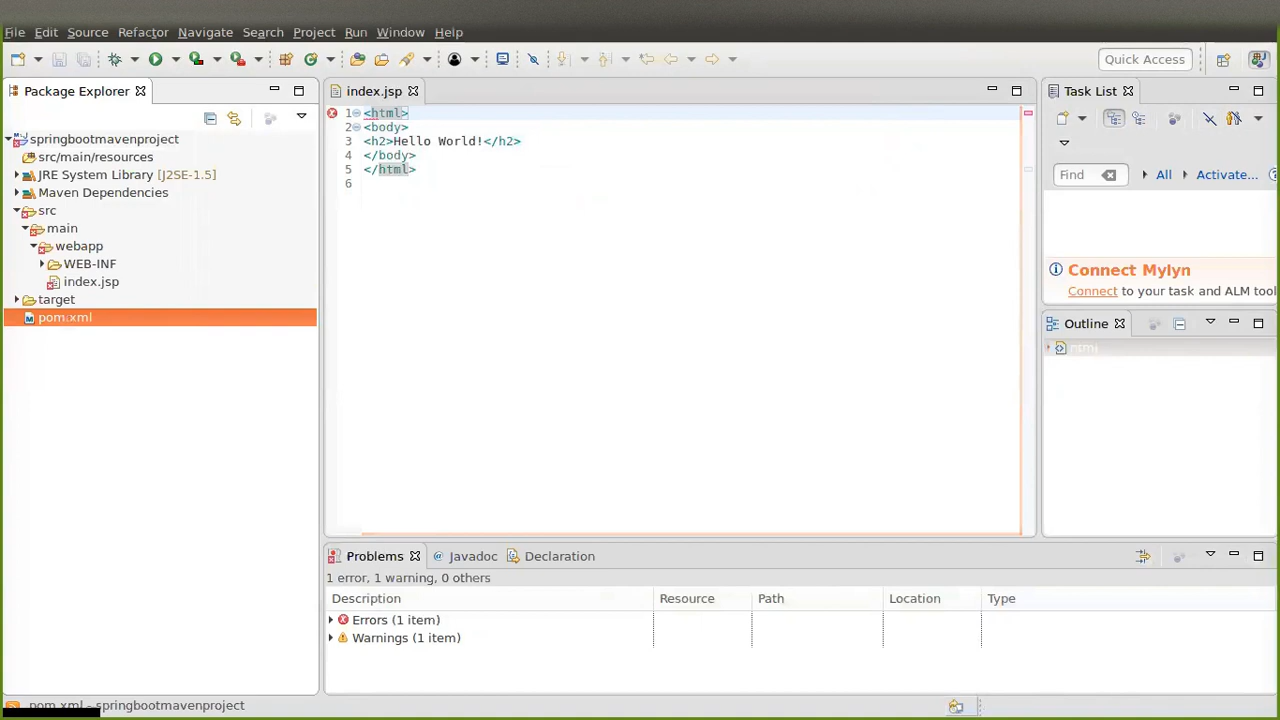 File Edit Source Refactor Navigate Search Project Run Window Help
Quick Access
Package Explorer
index.jsp
Task List
springbootmavenproject
src/main/resources
JRE System Library [J2SE-1.5]
Maven Dependencies
src
main
webapp
WEB-INF
index.jsp
target
pom.xml
1 <html>
2 <body>
3 <h2>Hello World!</h2>
4 </body>
5 </html>
6
Find All Activate...
Connect Mylyn
Connect to your task and ALM tool
Outline
html
Problems @ Javadoc Declaration
1 error, 1 warning, 0 others
Description Resource Path Location Type
Errors (1 item)
Warnings (1 item)
pom.xml - springbootmavenproject